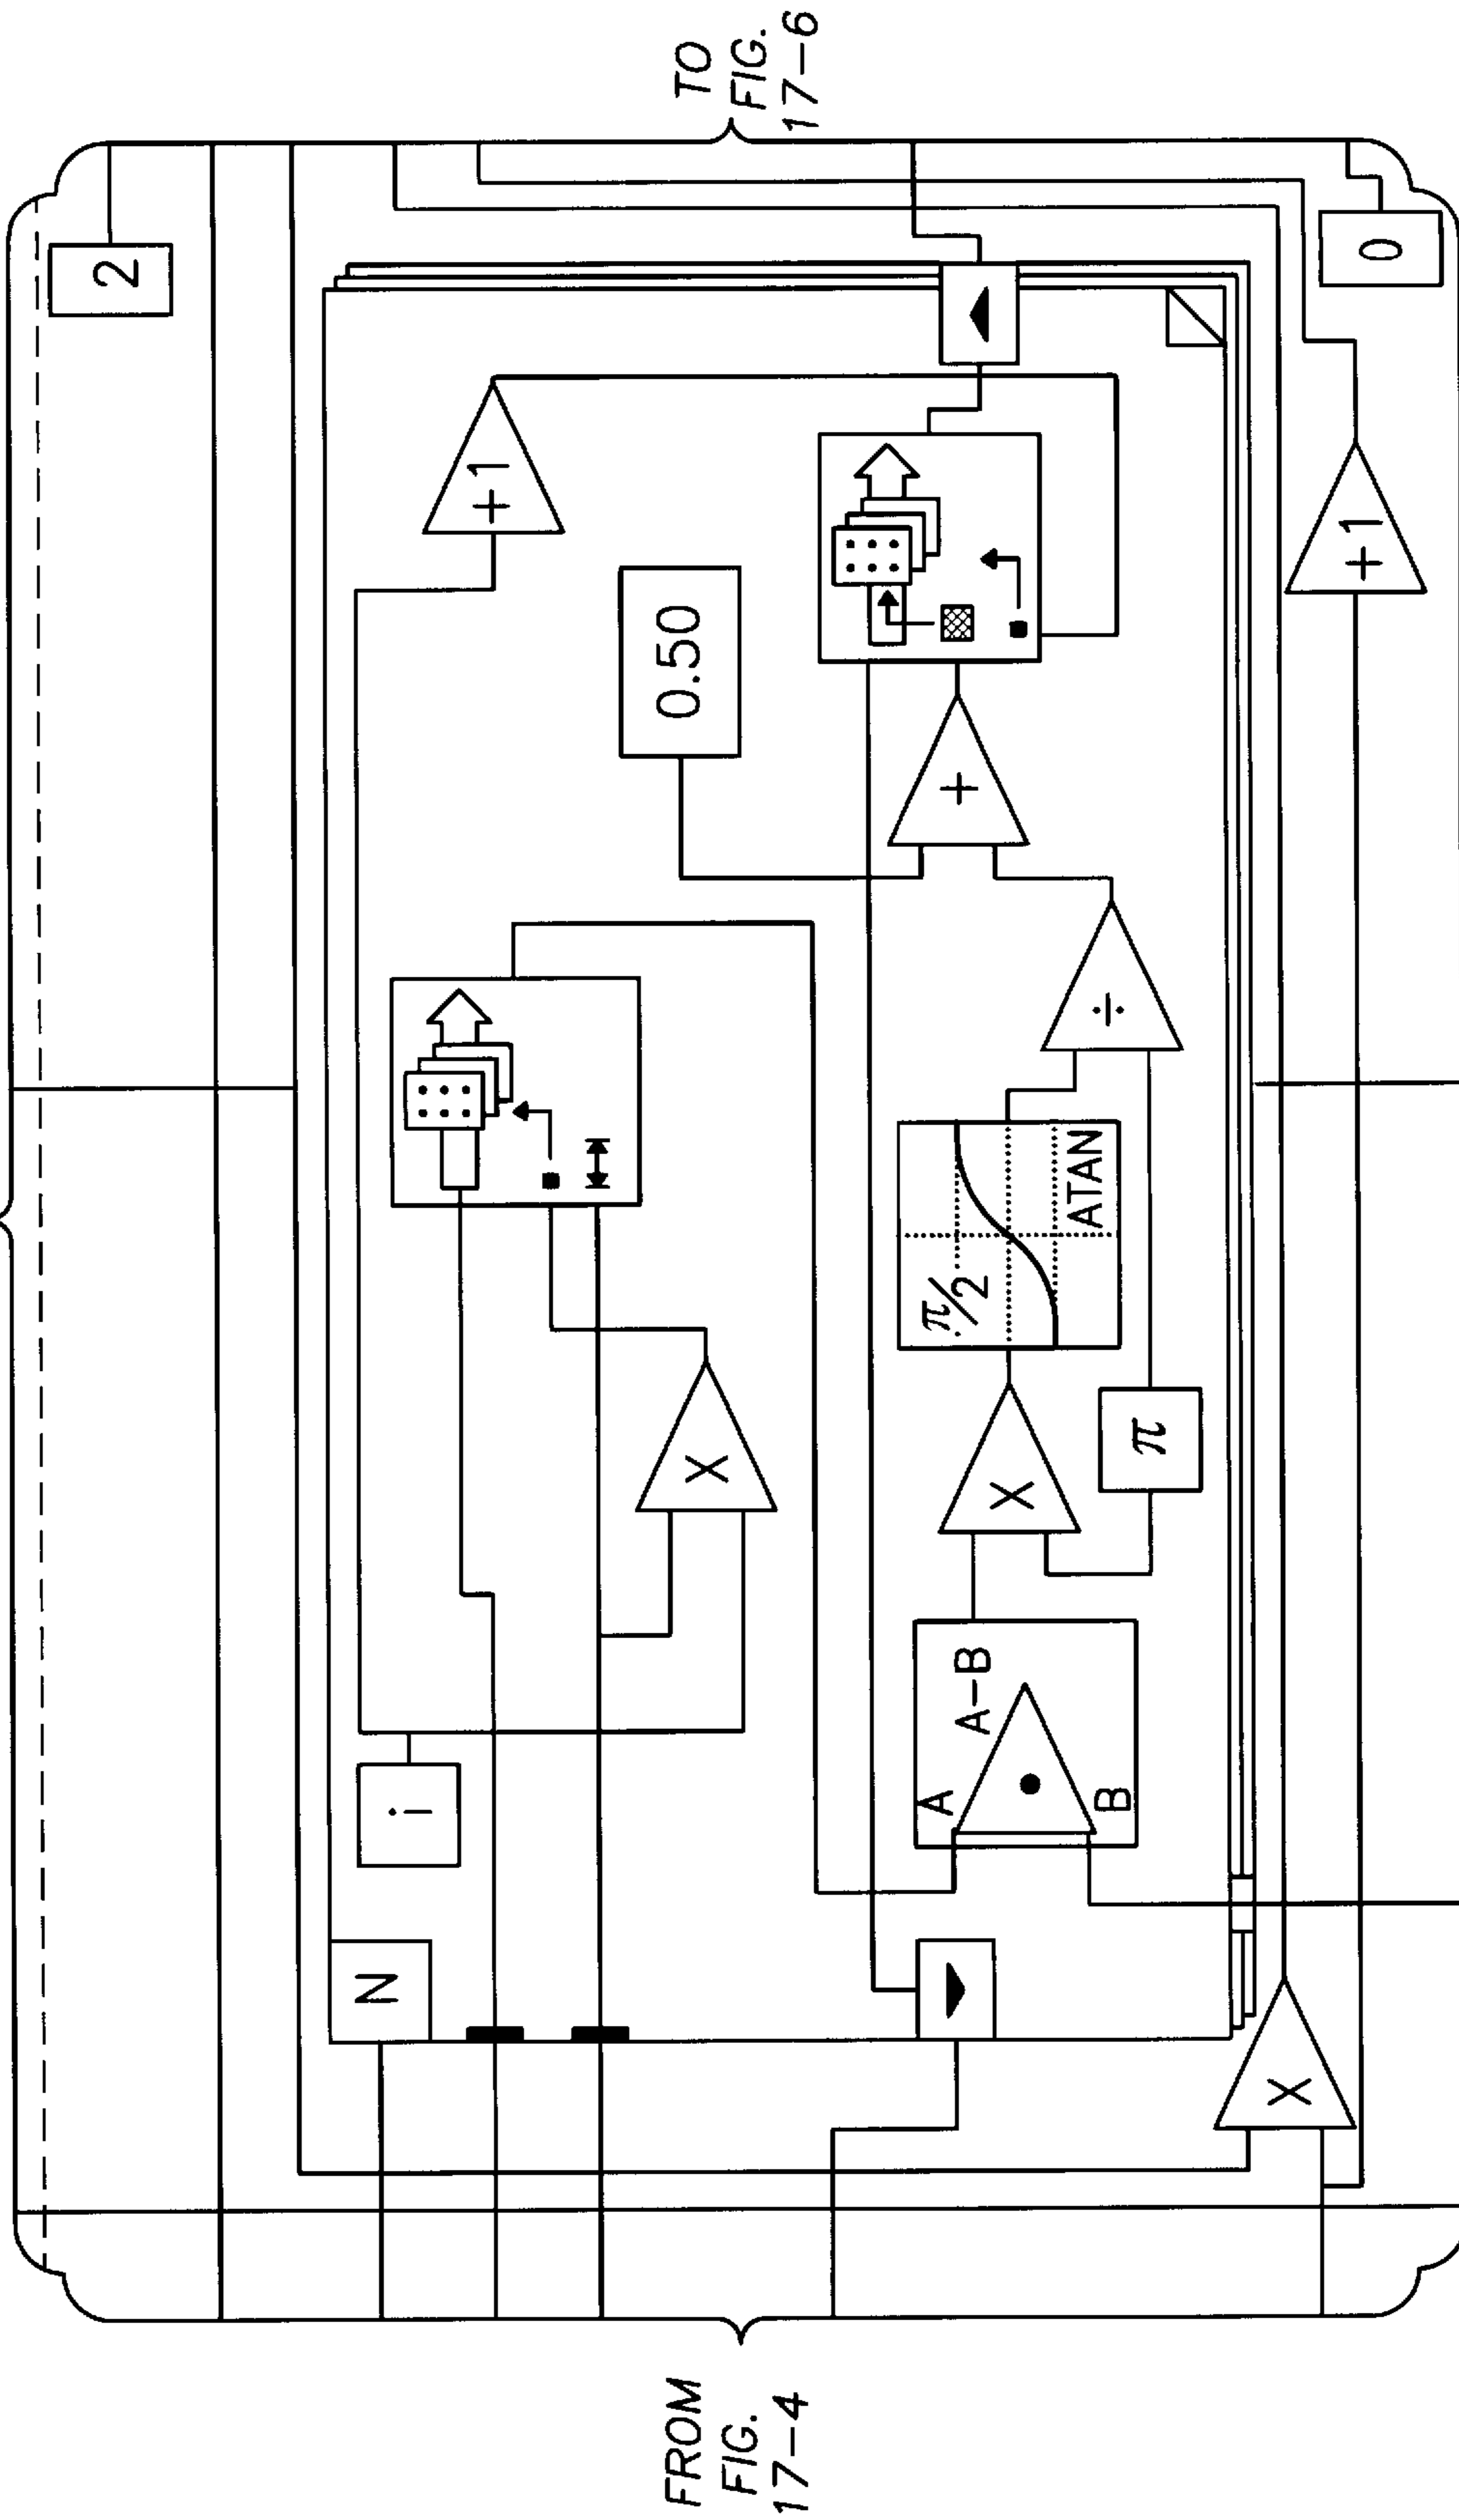 FROM
FIG.
17-4
N
i
X
+1
0.50
A
A-B
B
X
π
π/2
ATAN
÷
+
X
+1
2
0
TO
FIG.
17-6